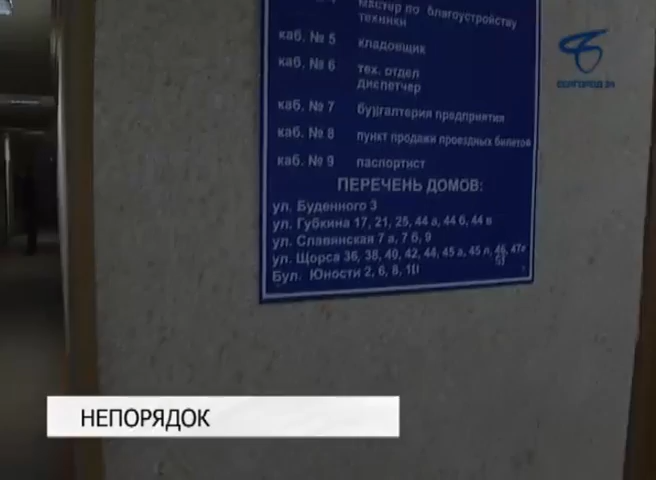 мастер по благоустройству
техники
каб. № 5 кладовщик
каб. № 6 тех. отдел
диспетчер
каб. № 7 бухгалтерия предприятия
каб. № 8 пункт продажи проездных билетов
каб. № 9 паспортист
ПЕРЕЧЕНЬ ДОМОВ:
ул. Буденного 3
ул. Губкина 17, 21, 25, 44 а, 44 б, 44 в
ул. Славянская 7 а, 7 б, 9
ул. Щорса 36, 38, 40, 42, 44, 45 а, 45 л, 46,
Бул. Юности 2, 6, 8,
БЕЛГОРОД 24
НЕПОРЯДОК